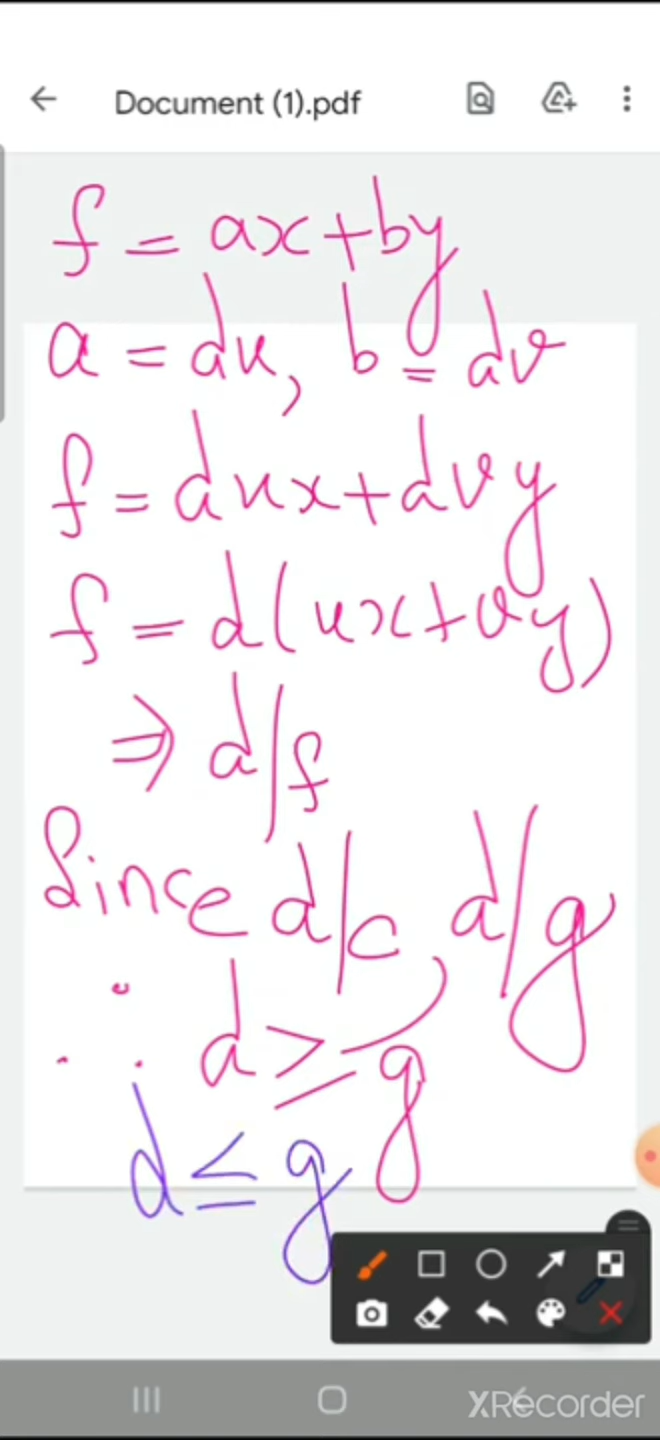 Document (1).pdf
f = ax+by
a = du, b = dv
f = dux+dvy
f = d(ux+vy)
⇒ d/f
Since d/c, d/g
∴ d ≥ g
d ≤ g
XRecorder